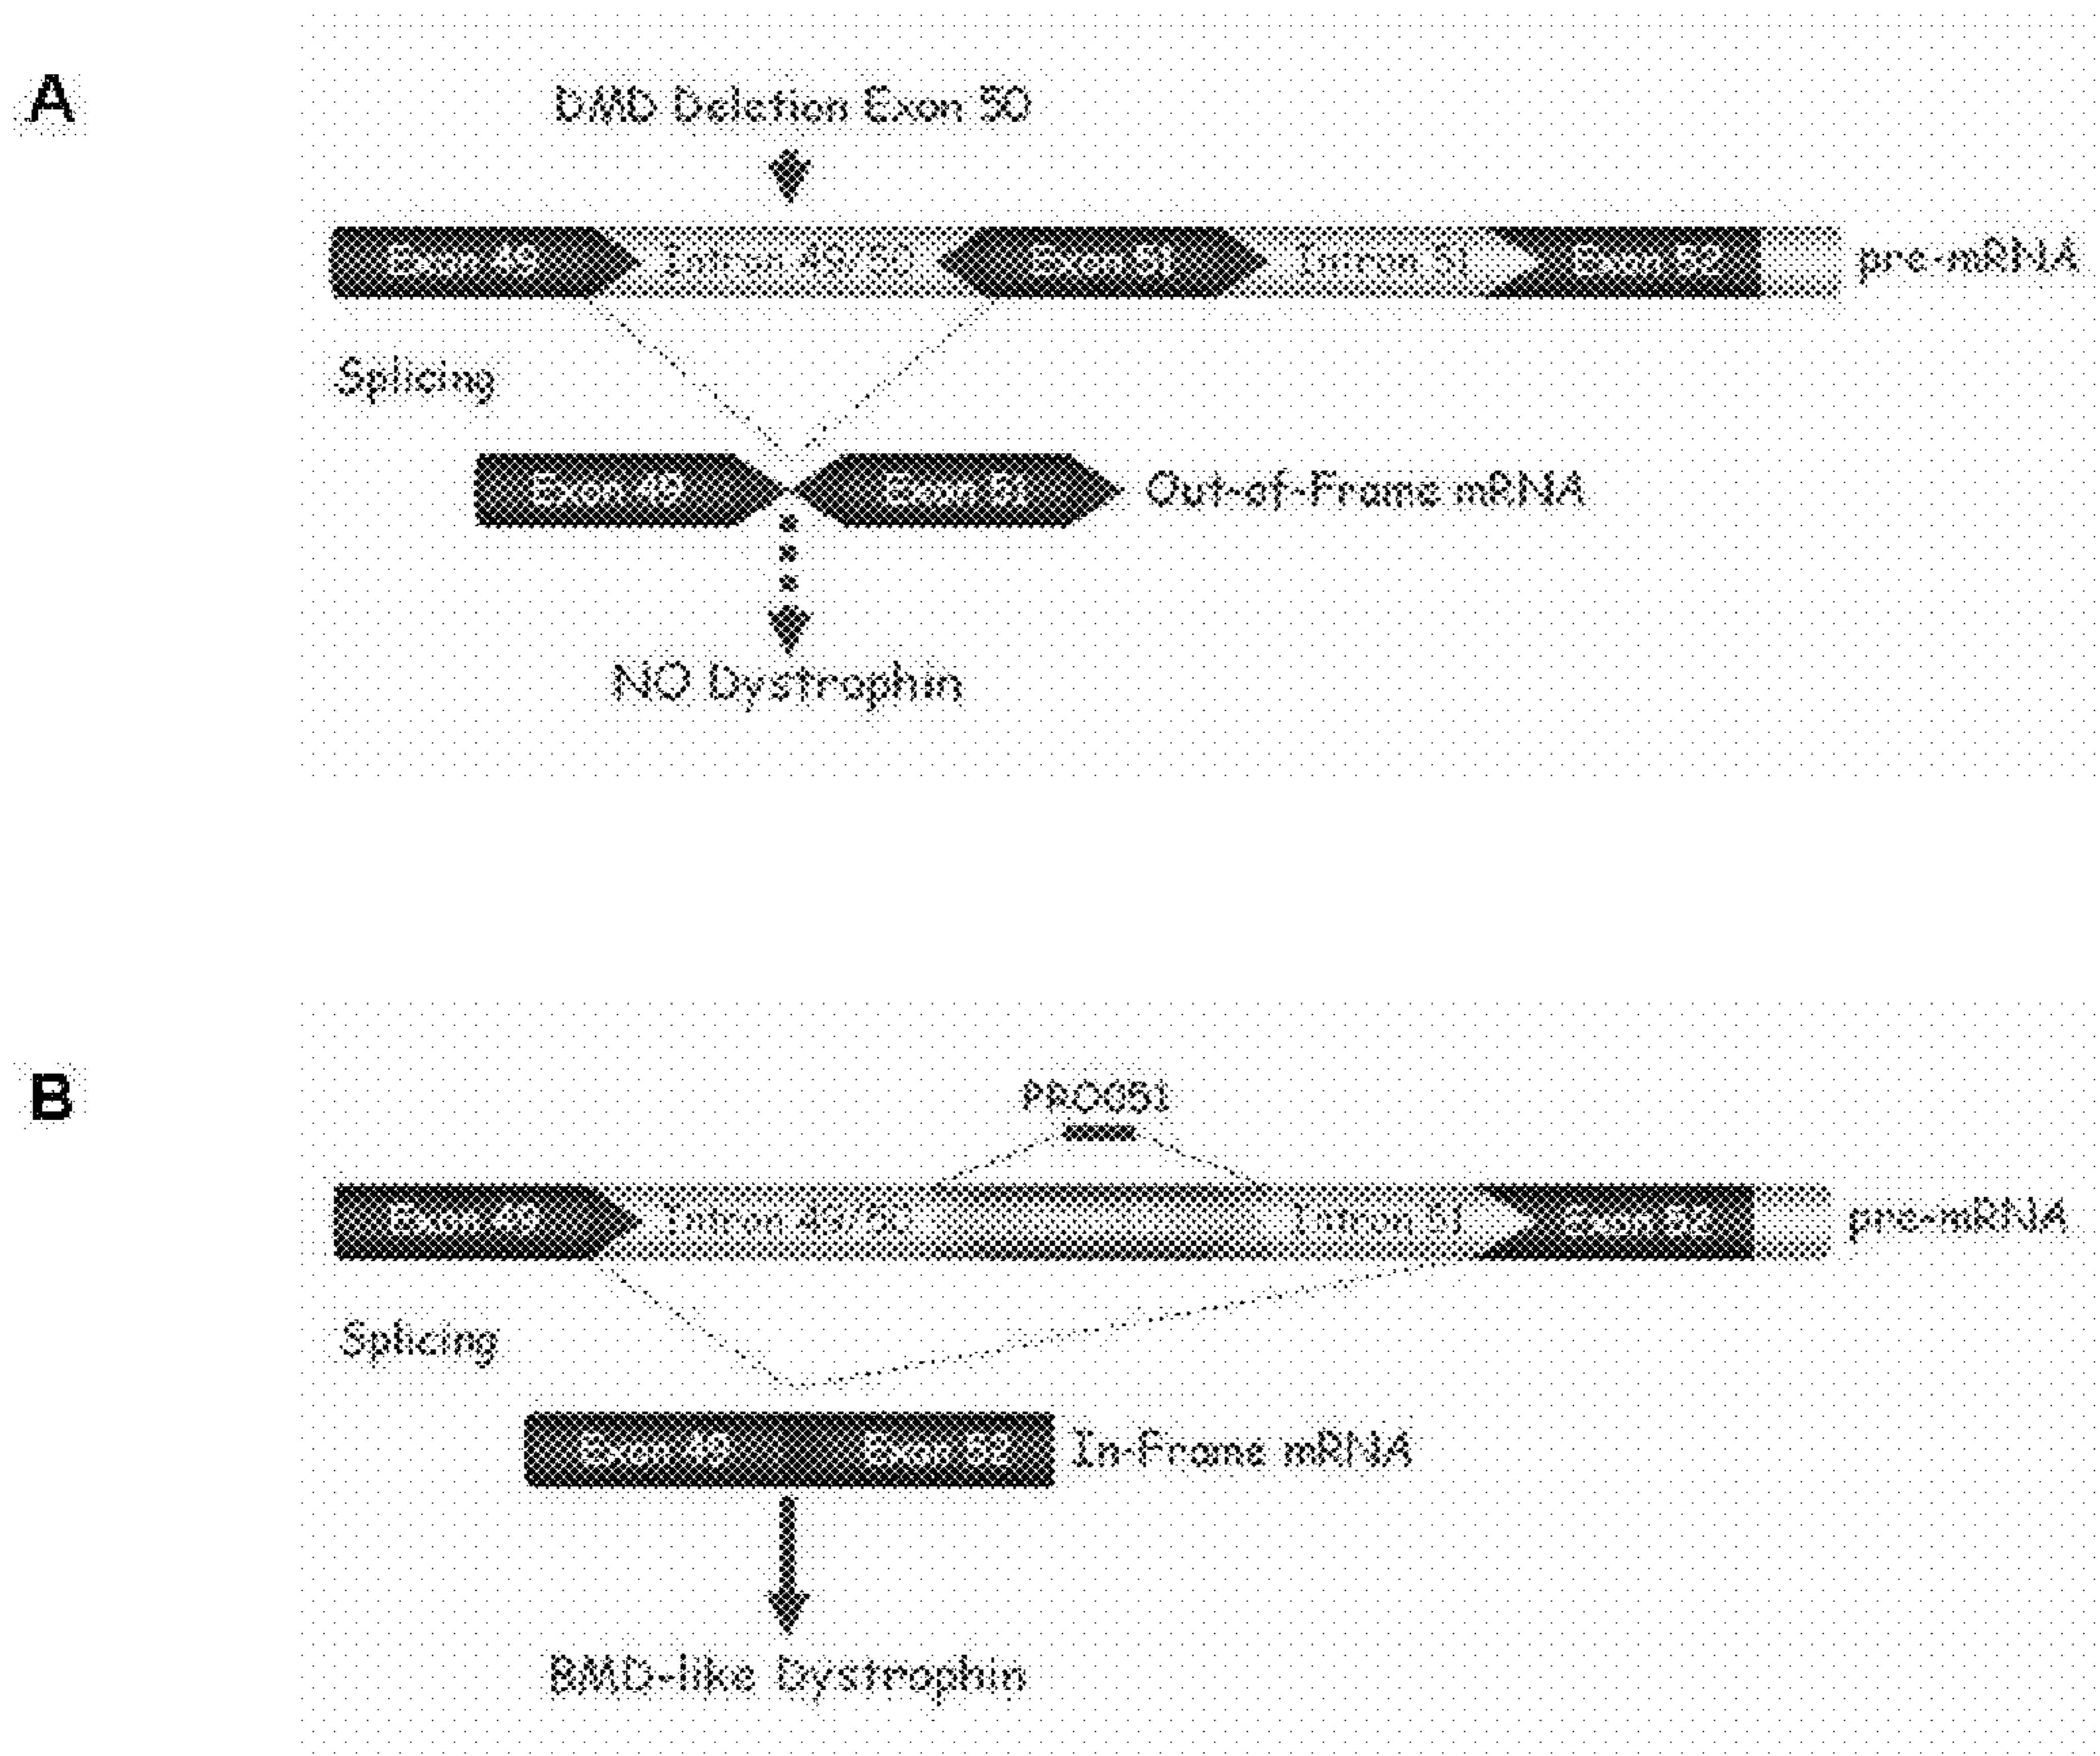 A
DMD Deletion Exon 50
Exon 49 Intron 49/50 Exon 51 Intron 51 Exon 52 pre-mRNA
Splicing
Exon 49 Exon 51 Out-of-Frame mRNA
NO Dystrophin
B
PRO051
Exon 49 Intron 49/50 Intron 51 Exon 52 pre-mRNA
Splicing
Exon 49 Exon 52 In-Frame mRNA
BMD-like Dystrophin